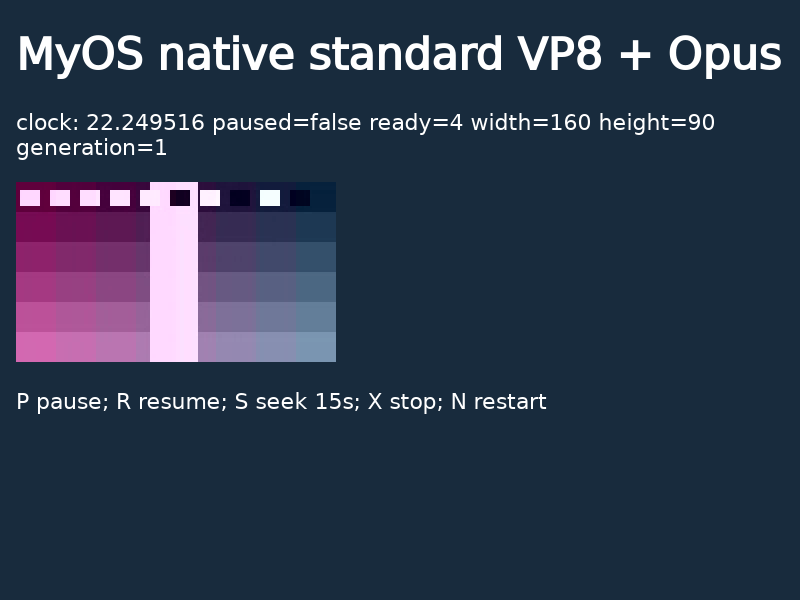 MyOS native standard VP8 + Opus
clock: 22.249516 paused=false ready=4 width=160 height=90
generation=1
P pause; R resume; S seek 15s; X stop; N restart